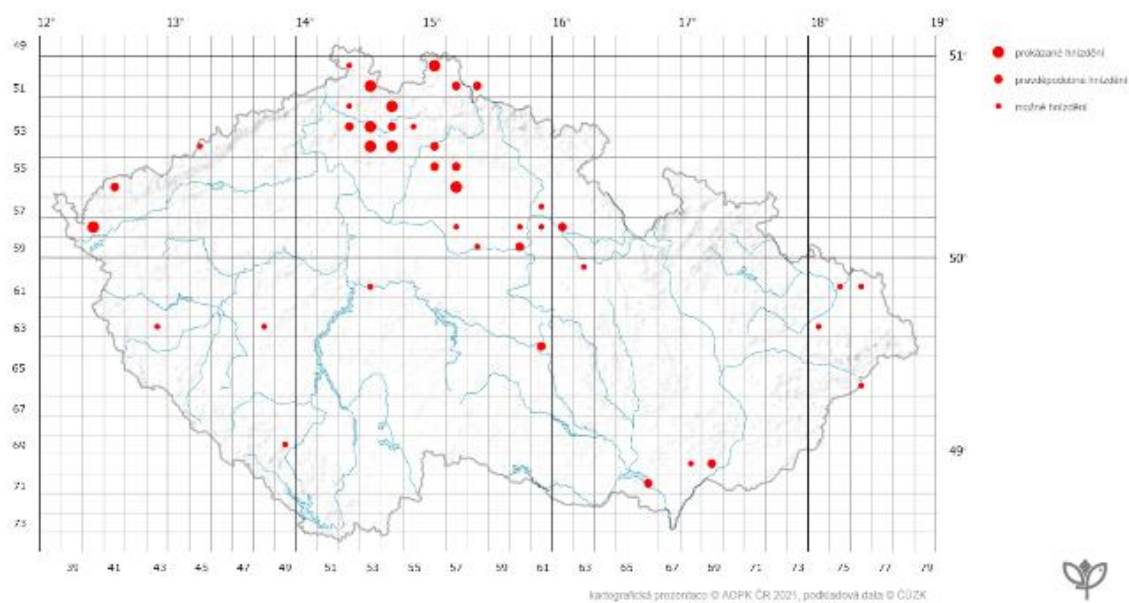 12° 13° 14° 15° 16° 17° 18° 19°
49
51° prokázané hnízdění
51
pravděpodobné hnízdění
možné hnízdění
53
55
57
59
50°
61
63
65
67
69
49°
71
73
39 41 43 45 47 49 51 53 55 57 59 61 63 65 67 69 71 73 75 77 79
kartografická prezentace © AOPK ČR 2021, podkladová data © ČÚZK